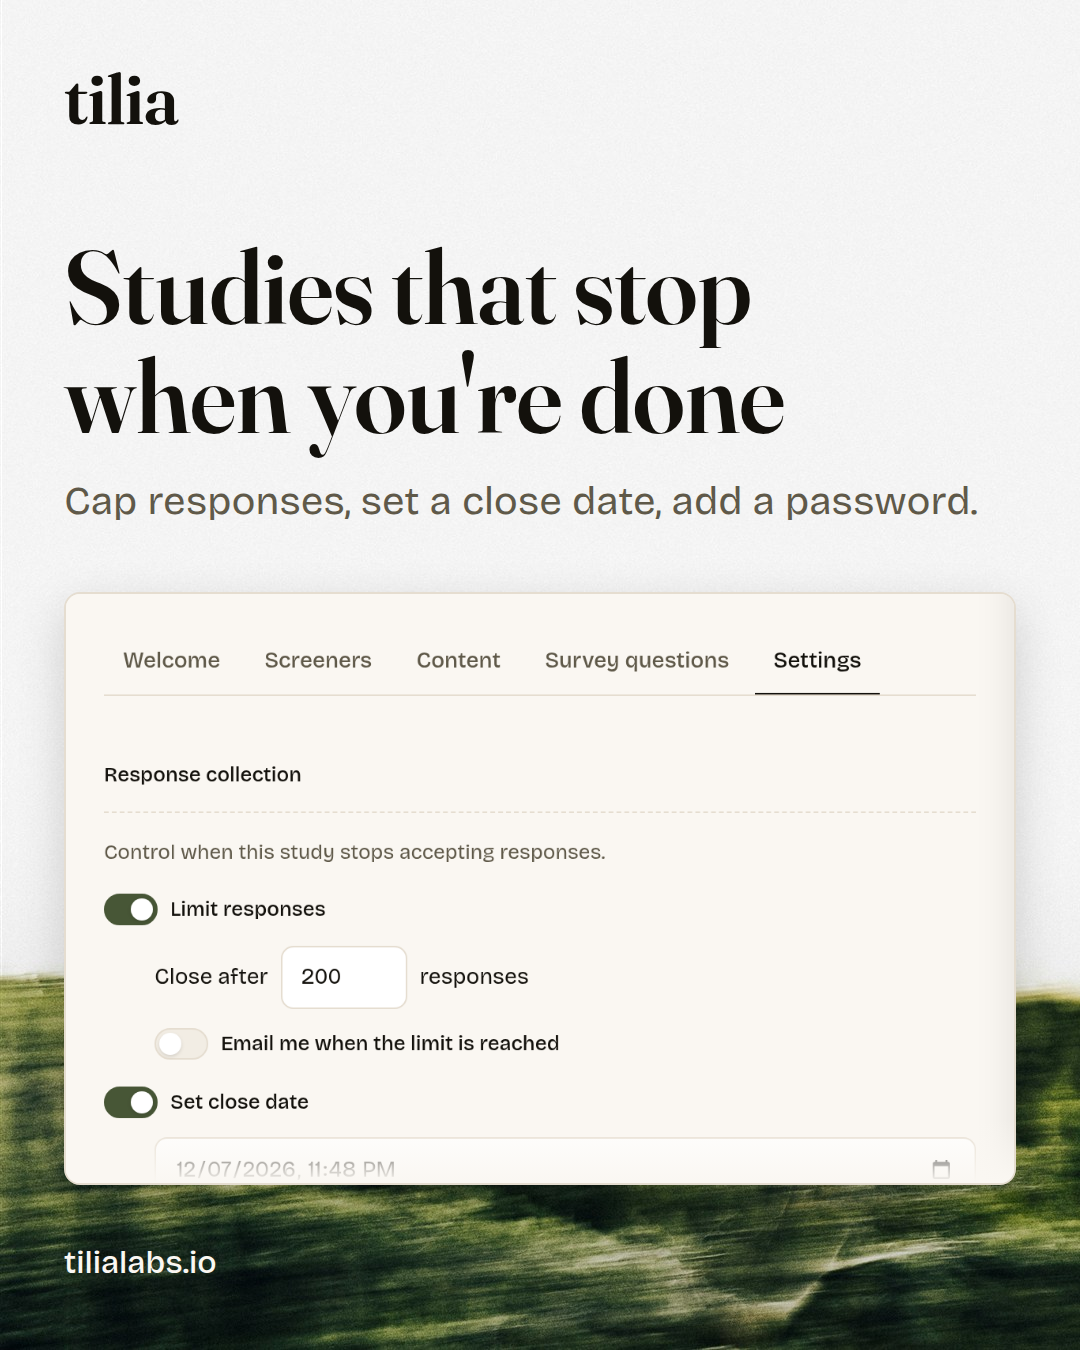 tilia
Studies that stop
when you're done
Cap responses, set a close date, add a password.
Welcome Screeners Content Survey questions Settings
Response collection
Control when this study stops accepting responses.
Limit responses
Close after 200 responses
Email me when the limit is reached
Set close date
12/07/2026, 11:48 PM
tilialabs.io